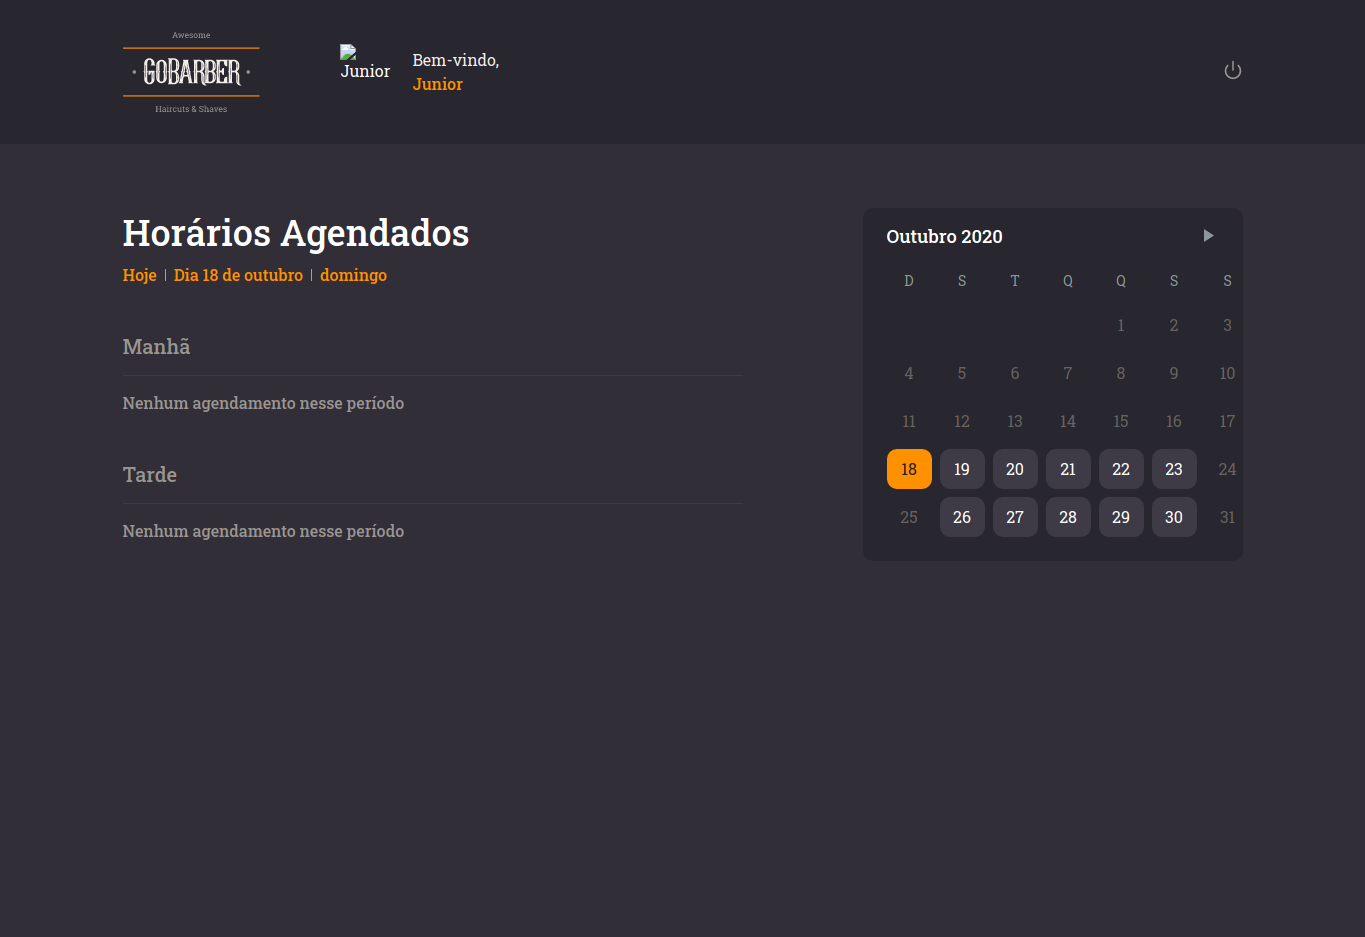 Awesome
GOBARBER
Haircuts & Shaves
Junior
Bem-vindo,
Junior
Horários Agendados
Hoje | Dia 18 de outubro | domingo
Manhã
Nenhum agendamento nesse período
Tarde
Nenhum agendamento nesse período
Outubro 2020
D S T Q Q S S
1 2 3
4 5 6 7 8 9 10
11 12 13 14 15 16 17
18 19 20 21 22 23 24
25 26 27 28 29 30 31